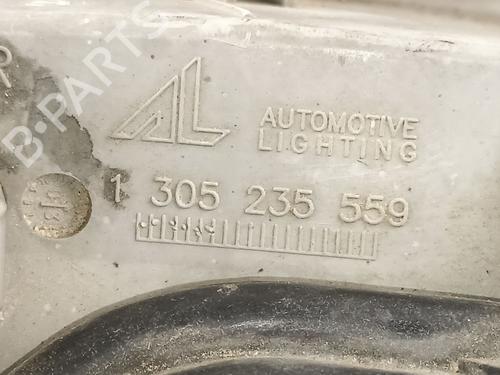 B-PARTS
R
AL
AUTOMOTIVE
LIGHTING
1 305 235 559